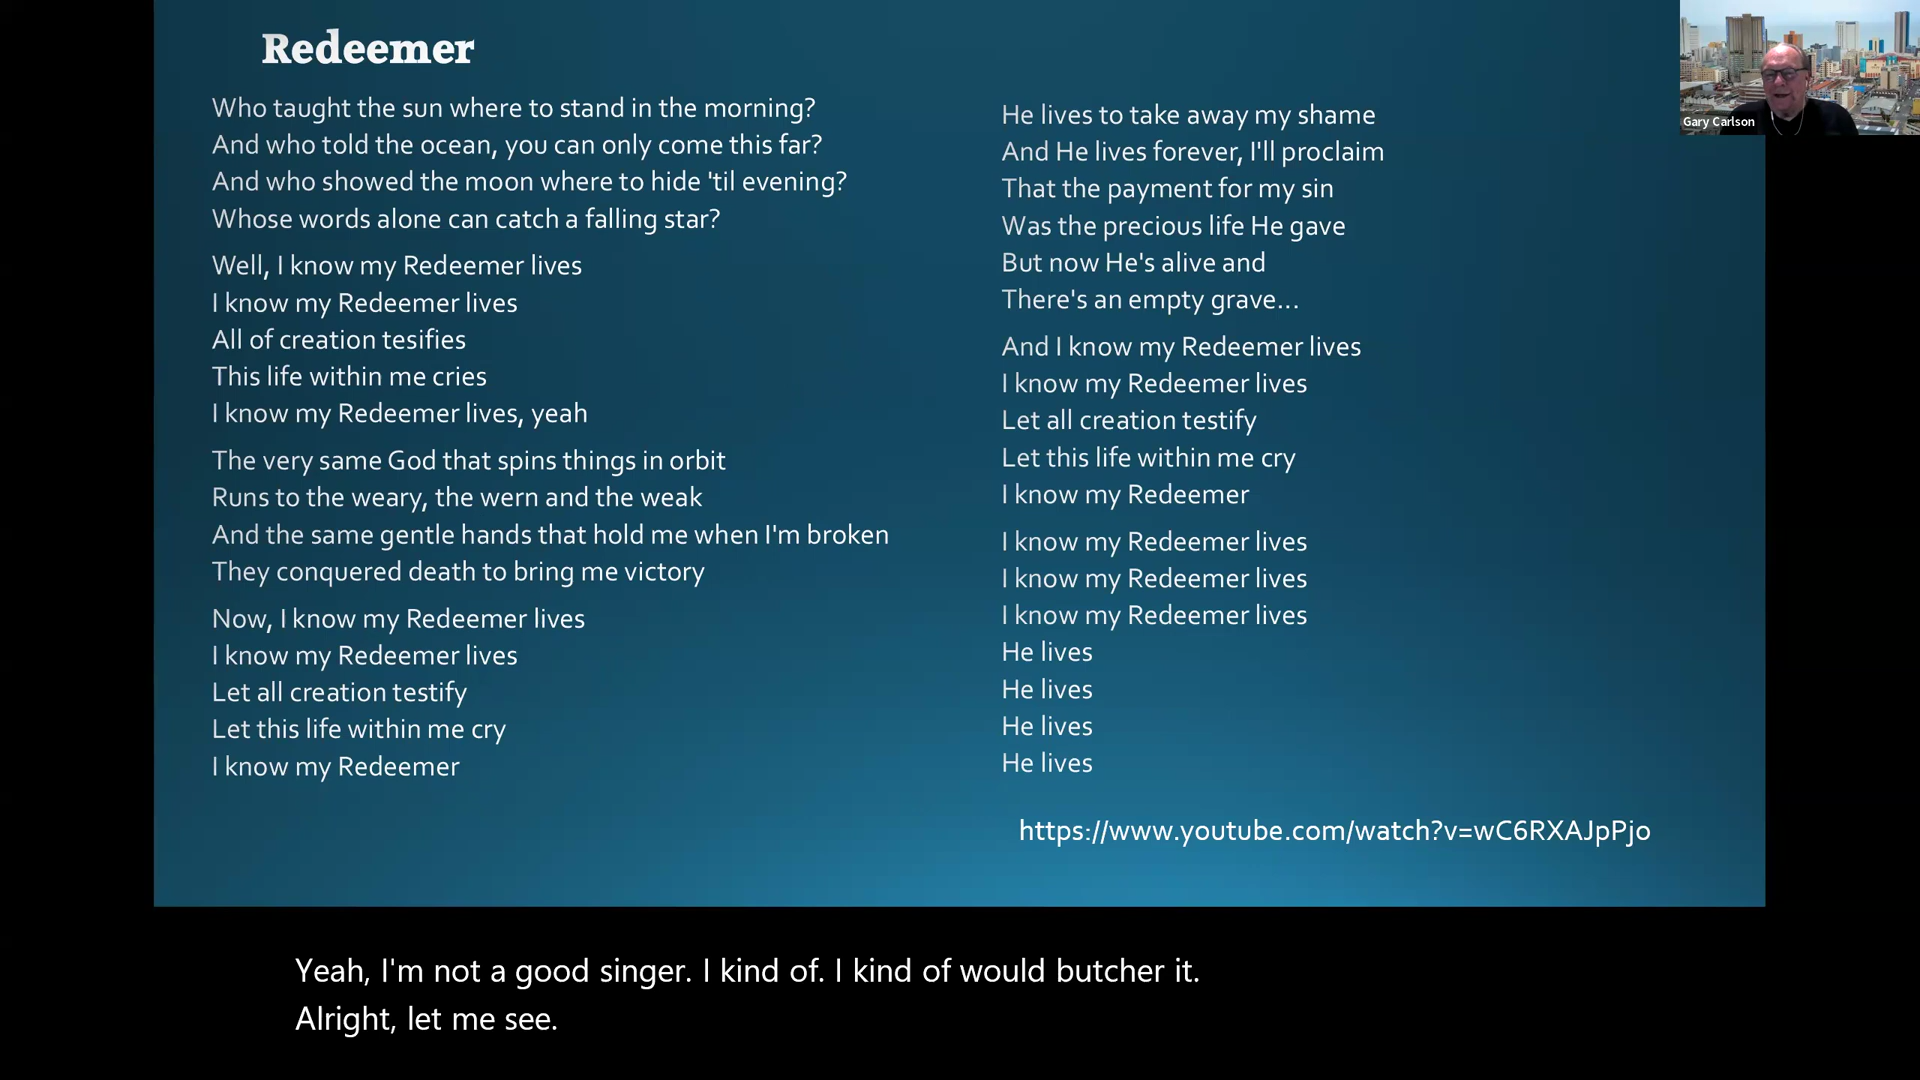 Redeemer
Who taught the sun where to stand in the morning?
And who told the ocean, you can only come this far?
And who showed the moon where to hide 'til evening?
Whose words alone can catch a falling star?
Well, I know my Redeemer lives
I know my Redeemer lives
All of creation tesifies
This life within me cries
I know my Redeemer lives, yeah
The very same God that spins things in orbit
Runs to the weary, the wern and the weak
And the same gentle hands that hold me when I'm broken
They conquered death to bring me victory
Now, I know my Redeemer lives
I know my Redeemer lives
Let all creation testify
Let this life within me cry
I know my Redeemer
He lives to take away my shame
And He lives forever, I'll proclaim
That the payment for my sin
Was the precious life He gave
But now He's alive and
There's an empty grave...
And I know my Redeemer lives
I know my Redeemer lives
Let all creation testify
Let this life within me cry
I know my Redeemer
I know my Redeemer lives
I know my Redeemer lives
I know my Redeemer lives
He lives
He lives
He lives
He lives
https://www.youtube.com/watch?v=wC6RXAJpPjo
Gary Carlson
Yeah, I'm not a good singer. I kind of. I kind of would butcher it.
Alright, let me see.